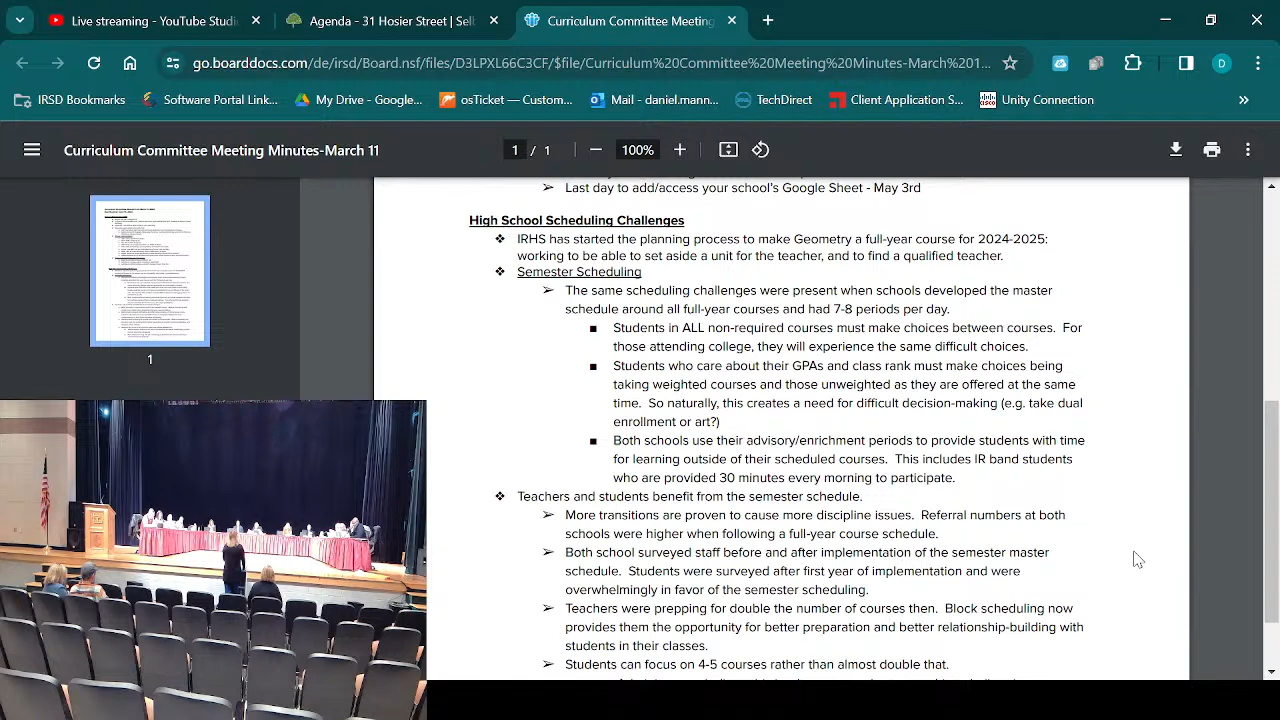 Live streaming - YouTube Studi
Agenda - 31 Hosier Street | Sel
Curriculum Committee Meeting
go.boarddocs.com/de/irsd/Board.nsf/files/D3LPXL66C3CF/$file/Curriculum%20Committee%20Meeting%20Minutes-March%201...
D
IRSD Bookmarks
Software Portal Link...
My Drive - Google...
osTicket — Custom...
Mail - daniel.mann...
TechDirect
Client Application S...
Unity Connection
Curriculum Committee Meeting Minutes-March 11
1 / 1
100%
1
➢ Last day to add/access your school's Google Sheet - May 3rd
High School Scheduling Challenges
❖ IRHS has started the planning process to make Geometry a full-year course for 2024-2025:
working to be able to set aside a unit for the teacher and to find a qualified teacher.
❖ Semester Scheduling
➢ The same scheduling challenges were present when schools developed the master
schedule around all full-year courses and had 7-8 periods per day.
■ Students in ALL non-required courses must make choices between courses. For
those attending college, they will experience the same difficult choices.
■ Students who care about their GPAs and class rank must make choices being
taking weighted courses and those unweighted as they are offered at the same
time. So naturally, this creates a need for difficult decision-making (e.g. take dual
enrollment or art?)
■ Both schools use their advisory/enrichment periods to provide students with time
for learning outside of their scheduled courses. This includes IR band students
who are provided 30 minutes every morning to participate.
❖ Teachers and students benefit from the semester schedule.
➢ More transitions are proven to cause more discipline issues. Referral numbers at both
schools were higher when following a full-year course schedule.
➢ Both school surveyed staff before and after implementation of the semester master
schedule. Students were surveyed after first year of implementation and were
overwhelmingly in favor of the semester scheduling.
➢ Teachers were prepping for double the number of courses then. Block scheduling now
provides them the opportunity for better preparation and better relationship-building with
students in their classes.
➢ Students can focus on 4-5 courses rather than almost double that.